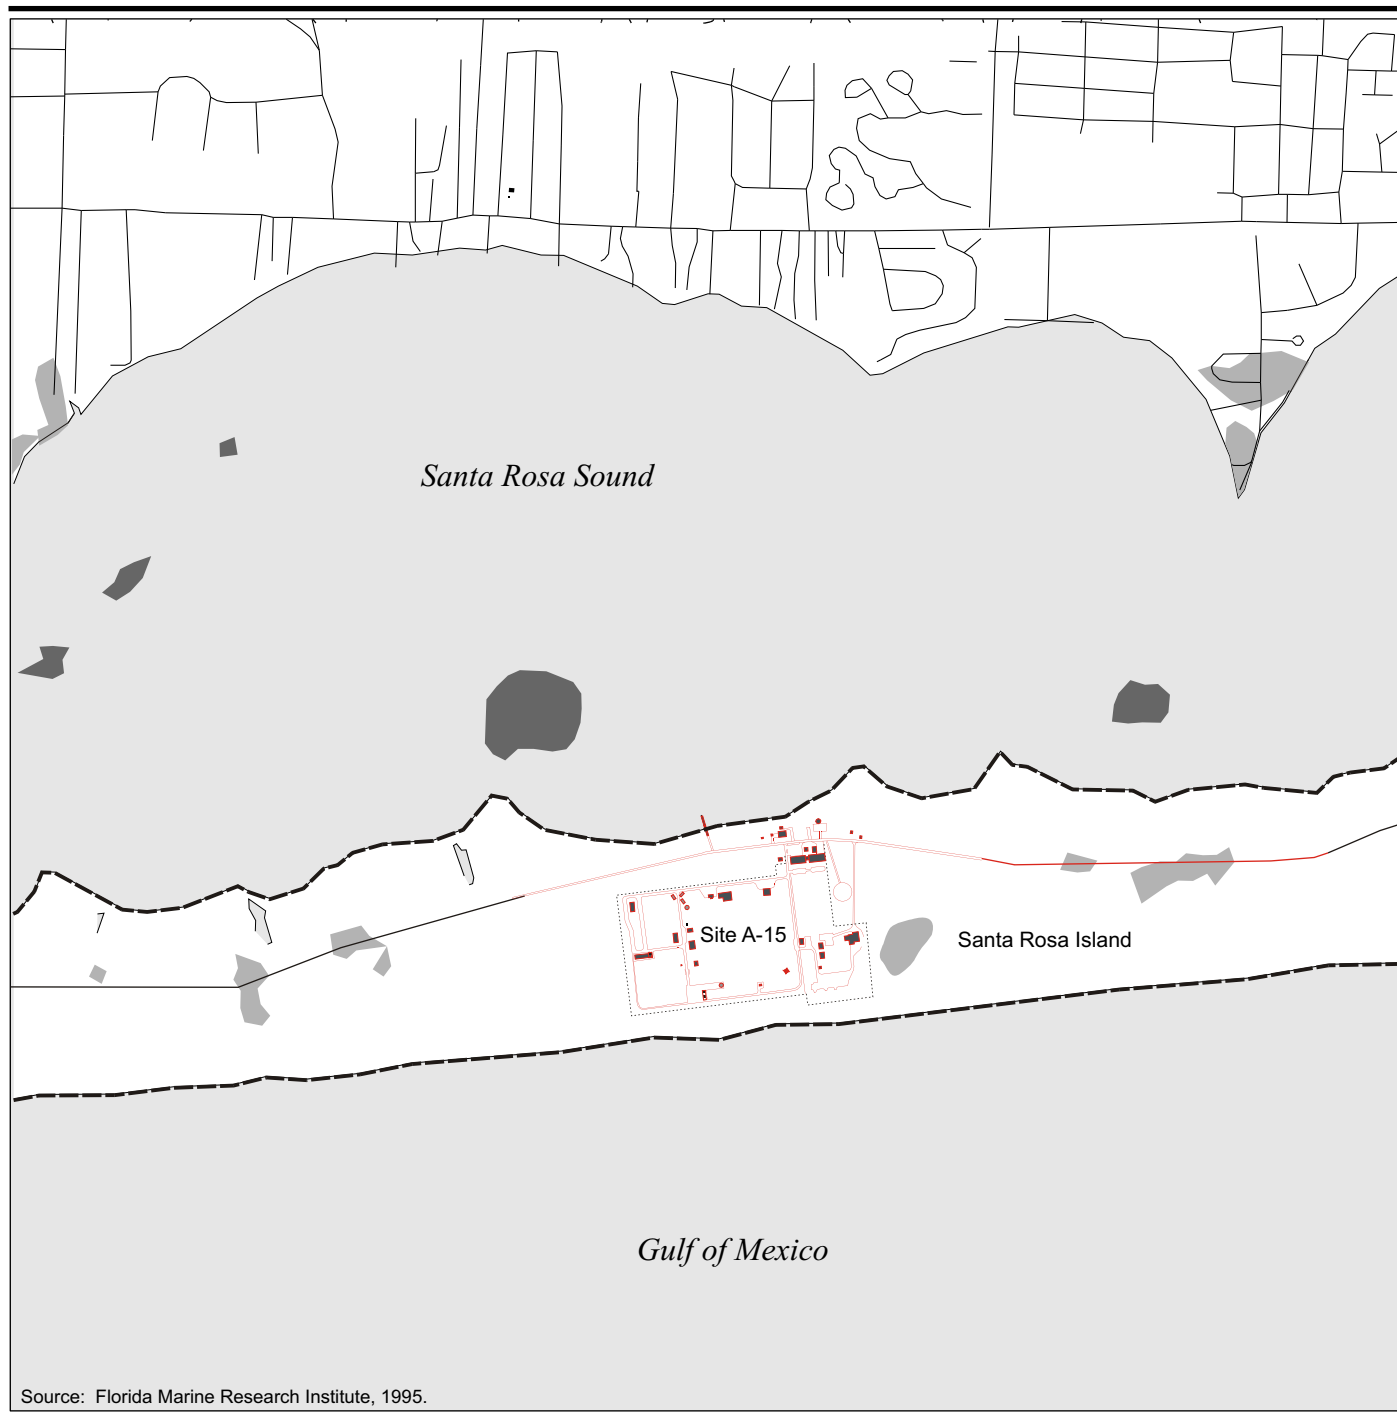 Santa Rosa Sound
Site A-15
Santa Rosa Island
Gulf of Mexico
Source:  Florida Marine Research Institute, 1995.